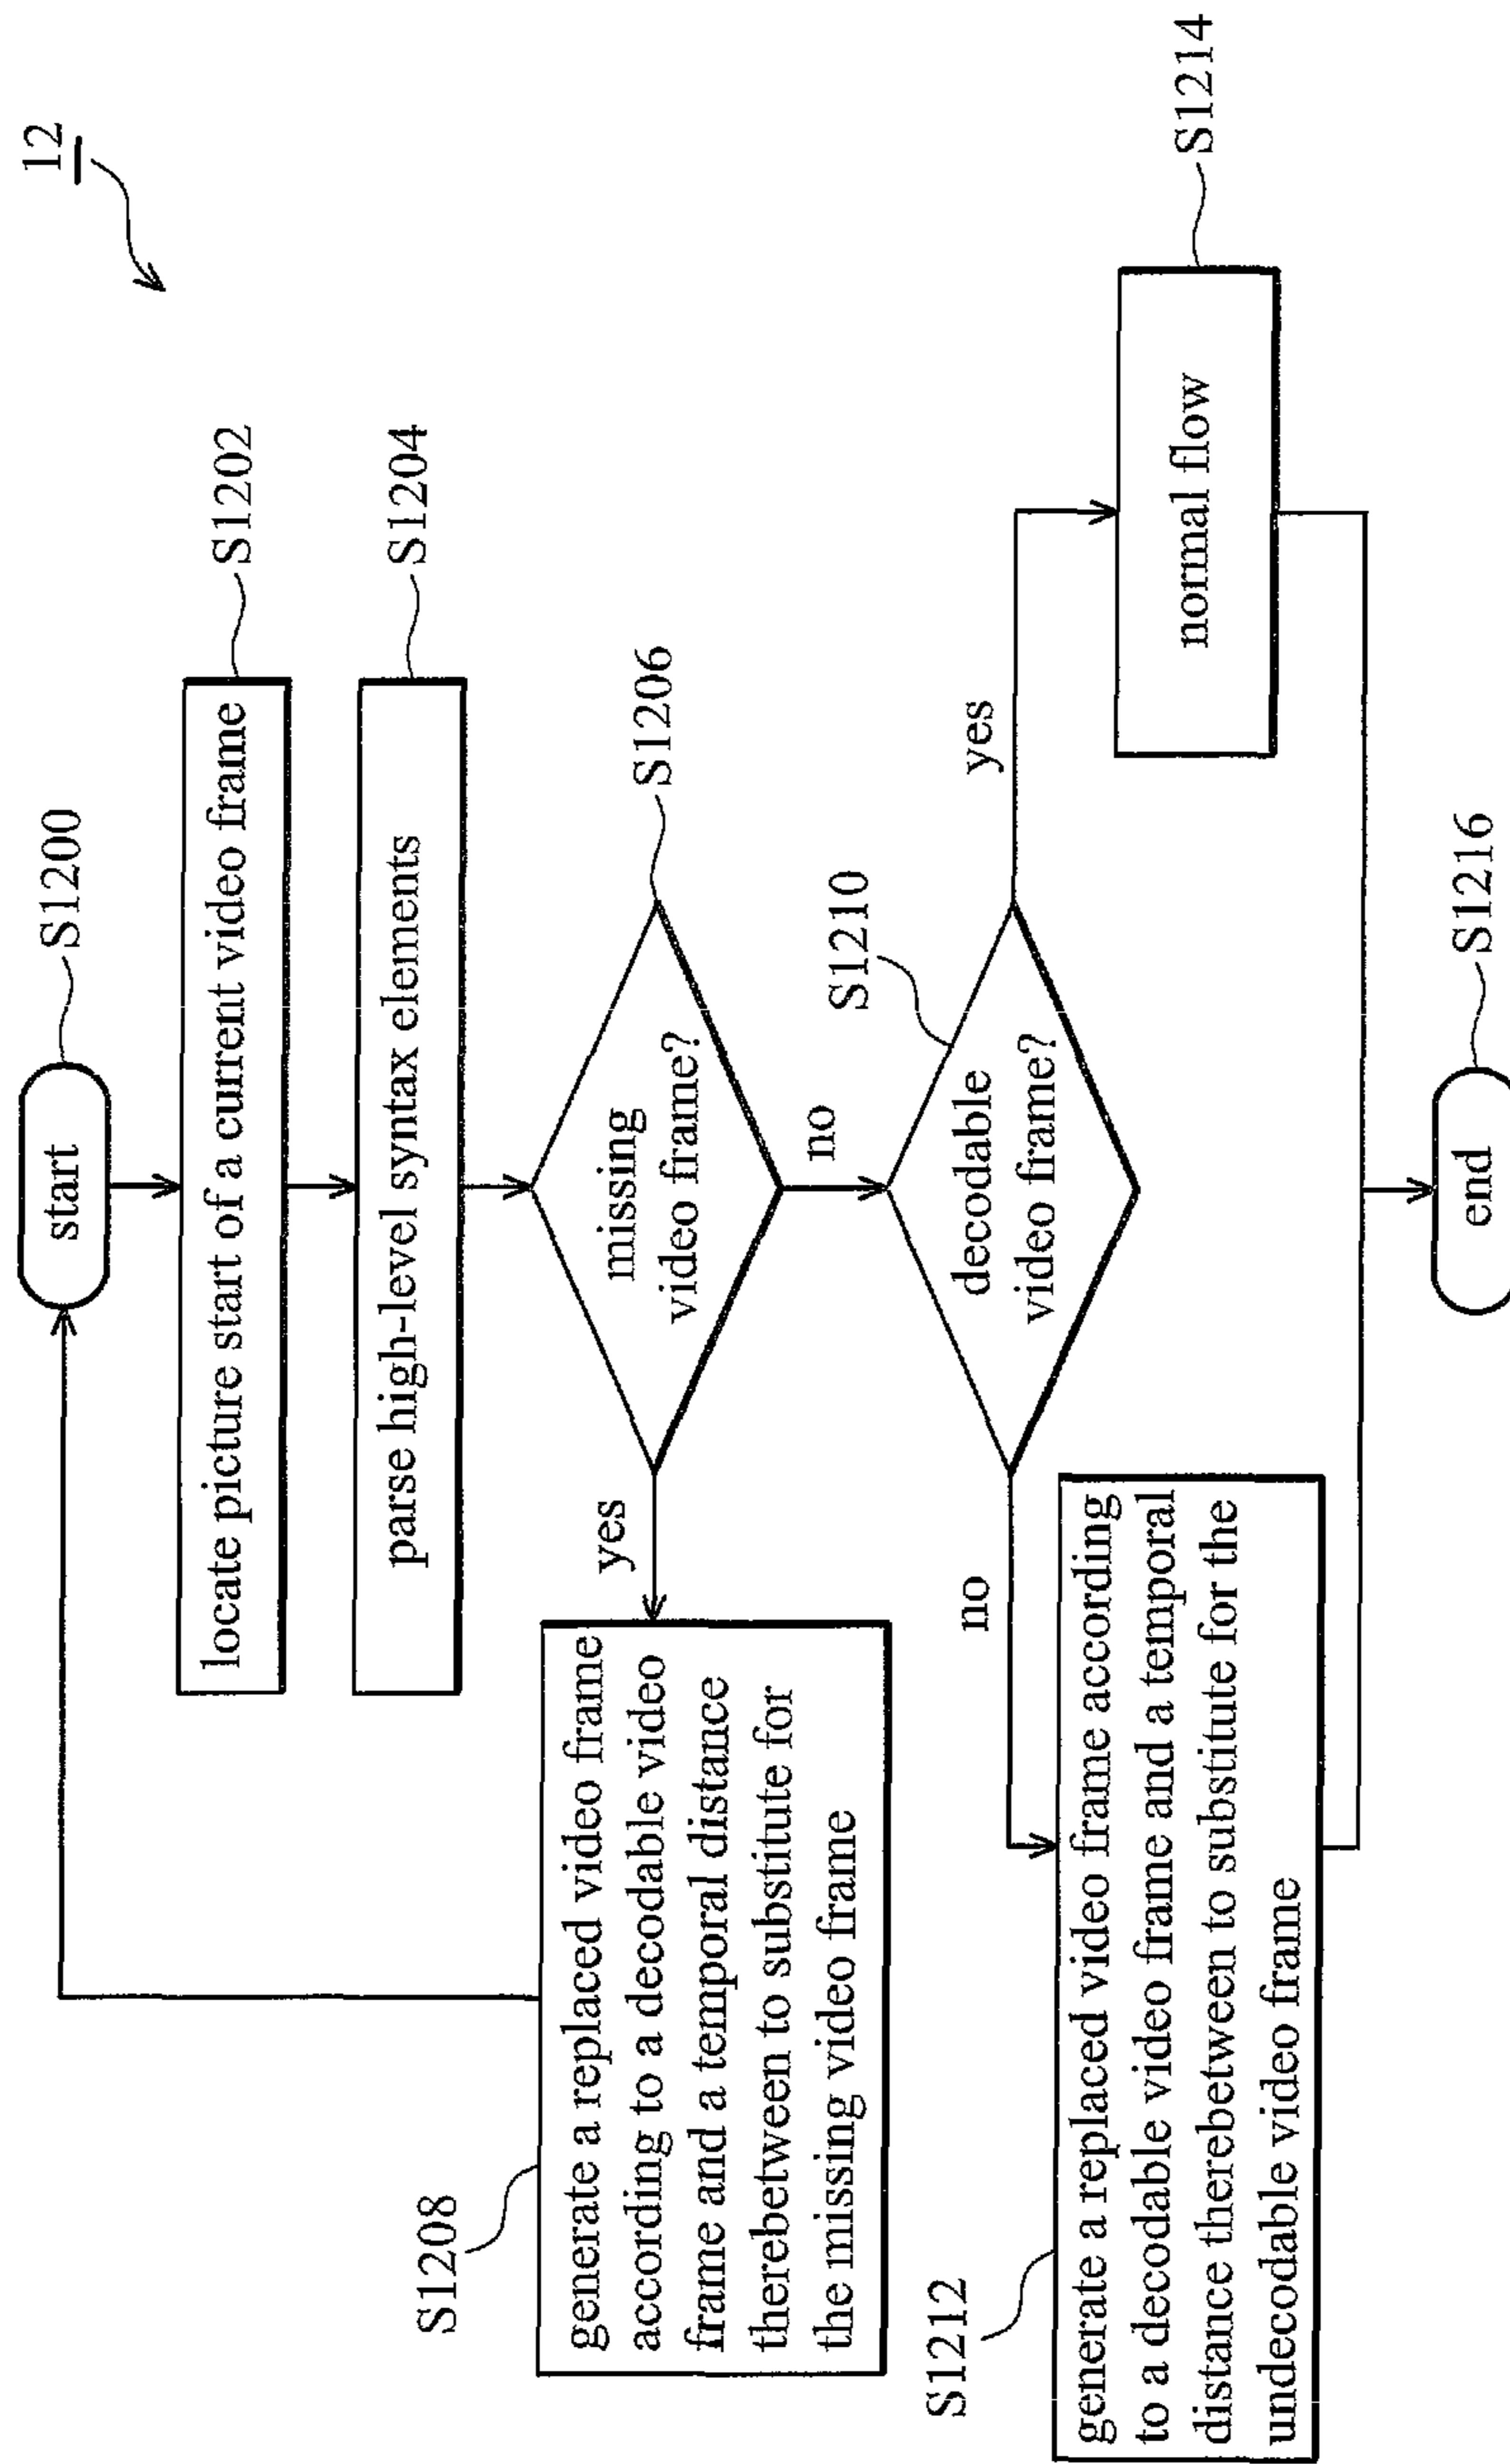 12
start
S1200
locate picture start of a current video frame
S1202
parse high-level syntax elements
S1204
missing
video frame?
S1206
yes
no
S1208
generate a replaced video frame
according to a decodable video
frame and a temporal distance
therebetween to substitute for
the missing video frame
decodable
video frame?
S1210
no
yes
S1212
generate a replaced video frame according
to a decodable video frame and a temporal
distance therebetween to substitute for the
undecodable video frame
normal flow
S1214
end
S1216